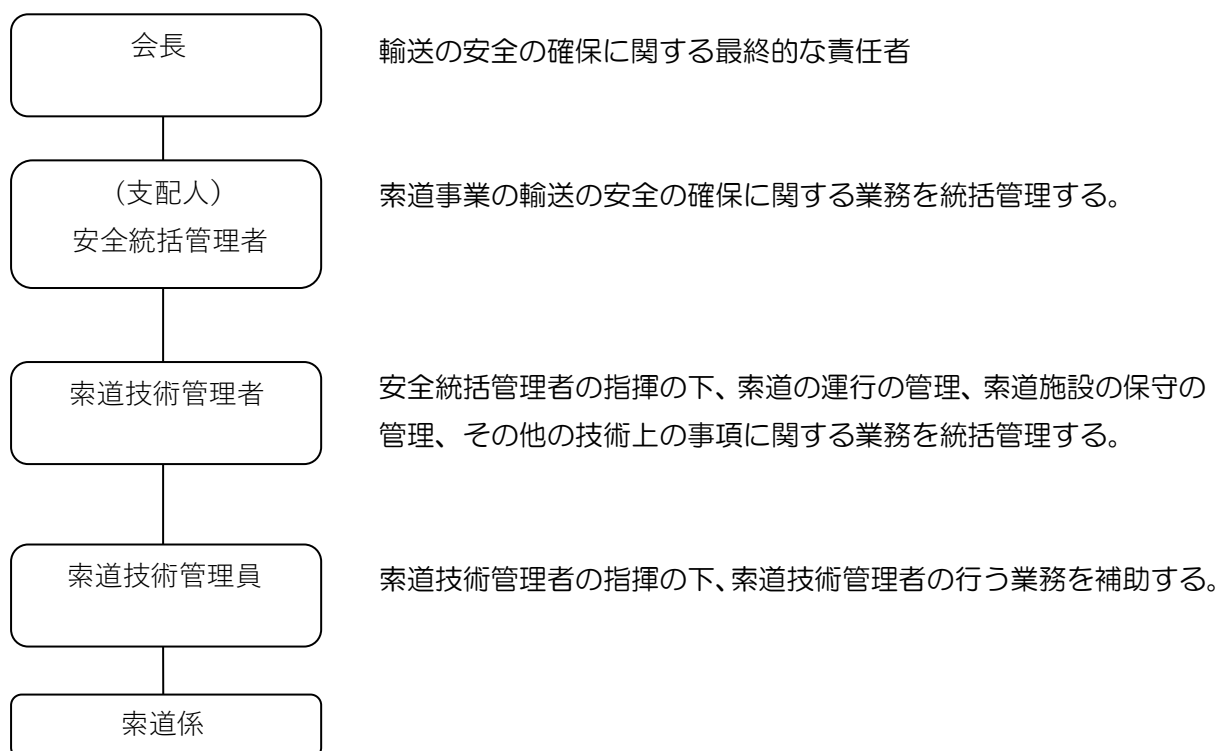 会長
輸送の安全の確保に関する最終的な責任者
(支配人)
安全統括管理者
索道事業の輸送の安全の確保に関する業務を統括管理する。
索道技術管理者
安全統括管理者の指揮の下、索道の運行の管理、索道施設の保守の
管理、その他の技術上の事項に関する業務を統括管理する。
索道技術管理員
索道技術管理者の指揮の下、索道技術管理者の行う業務を補助する。
索道係